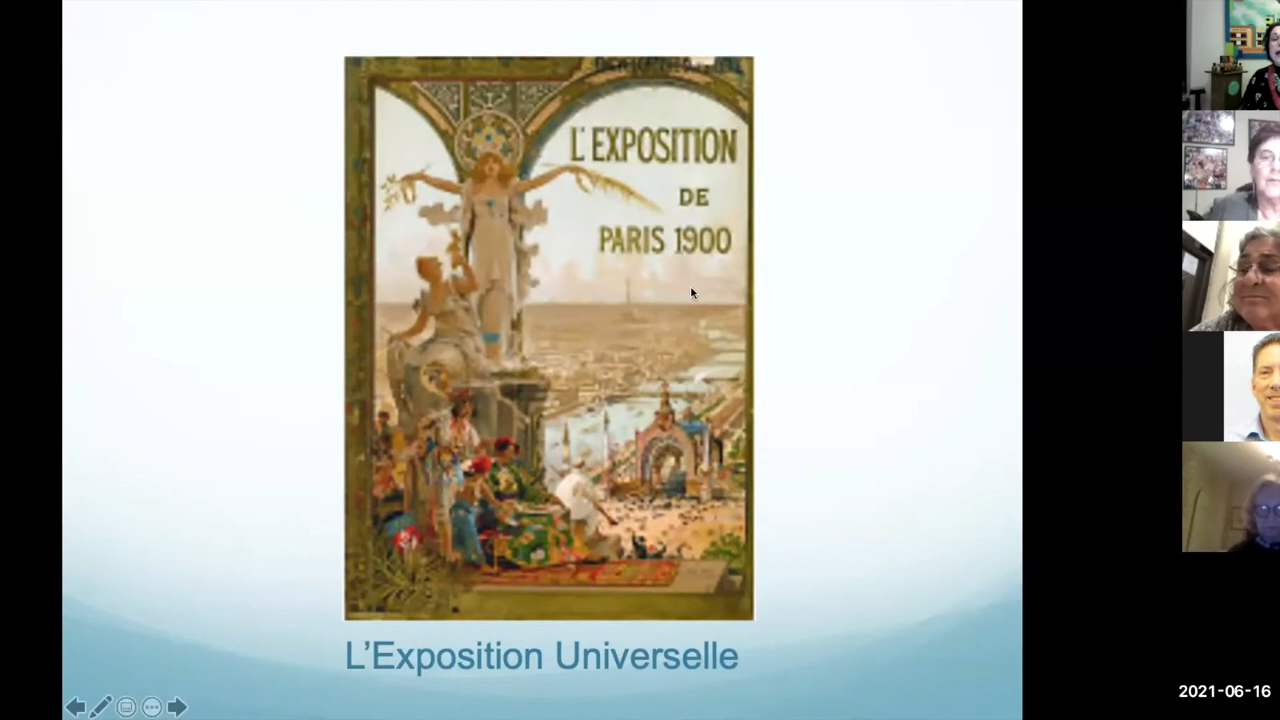 L'EXPOSITION
DE
PARIS 1900
L'Exposition Universelle
2021-06-16